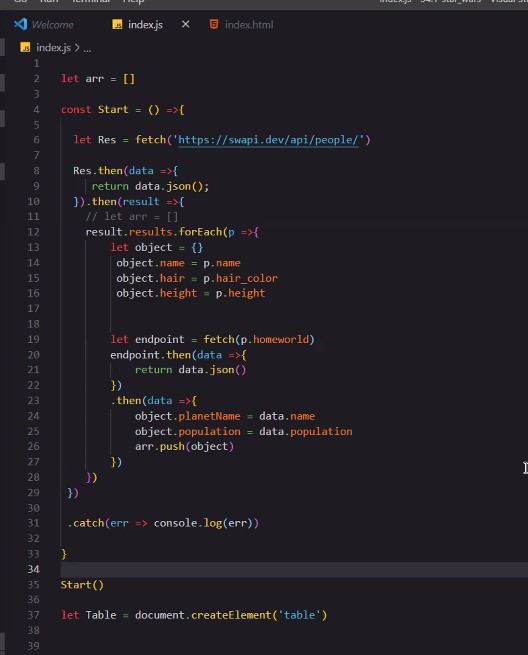 Go Run Terminal Help index.js
Welcome index.js index.html
index.js > ...
1
2 let arr = []
3
4 const Start = () =>{
5
6 let Res = fetch('https://swapi.dev/api/people/')
7
8 Res.then(data =>{
9 return data.json();
10 }).then(result =>{
11 // let arr = []
12 result.results.forEach(p =>{
13 let object = {}
14 object.name = p.name
15 object.hair = p.hair_color
16 object.height = p.height
17
18
19 let endpoint = fetch(p.homeworld)
20 endpoint.then(data =>{
21 return data.json()
22 })
23 .then(data =>{
24 object.planetName = data.name
25 object.population = data.population
26 arr.push(object)
27 })
28 })
29 })
30
31 .catch(err => console.log(err))
32
33 }
34
35 Start()
36
37 let Table = document.createElement('table')
38
39